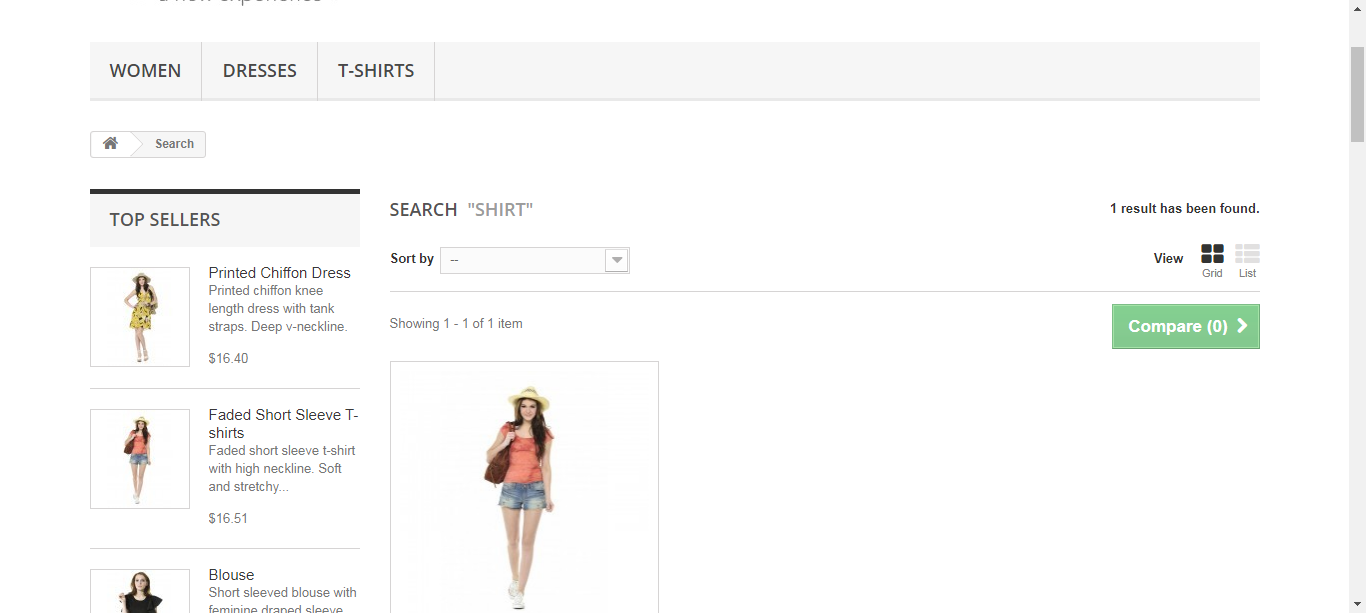 a new experience
WOMEN
DRESSES
T-SHIRTS
Search
TOP SELLERS
Printed Chiffon Dress
Printed chiffon knee
length dress with tank
straps. Deep v-neckline.
$16.40
Faded Short Sleeve T-
shirts
Faded short sleeve t-shirt
with high neckline. Soft
and stretchy...
$16.51
Blouse
Short sleeved blouse with
feminine draped sleeve
SEARCH "SHIRT"
1 result has been found.
Sort by
--
View
Grid
List
Showing 1 - 1 of 1 item
Compare (0)